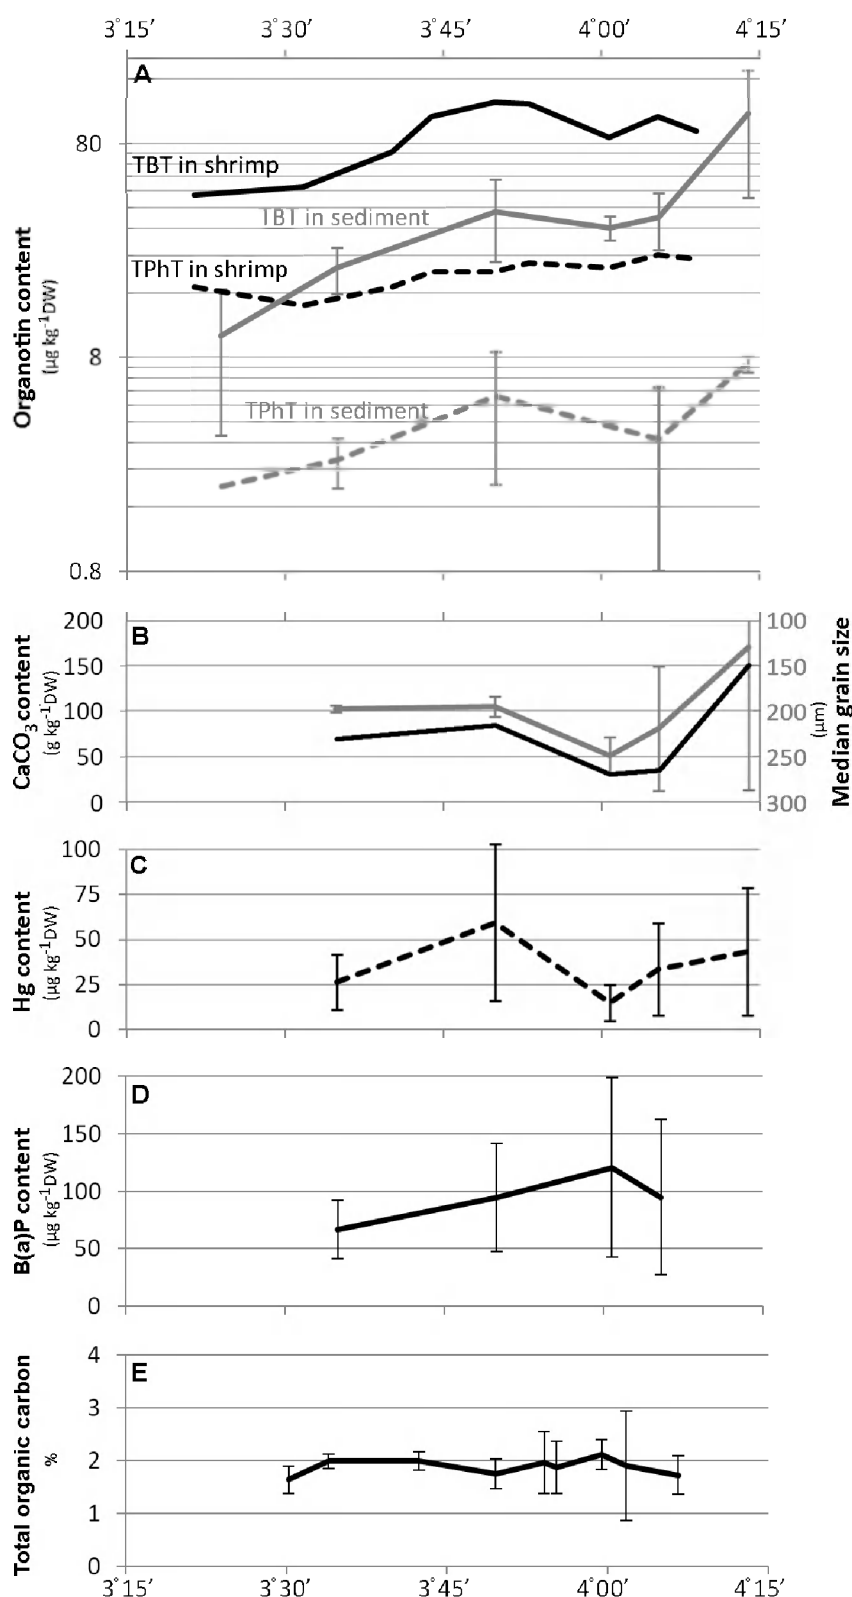 3°15′ 3°30′ 3°45′ 4°00′ 4°15′
A
80
8
0.8
Organotin content
(µg kg⁻¹DW)
TBT in shrimp
TBT in sediment
TPhT in shrimp
TPhT in sediment
B
200
150
100
50
0
CaCO₃ content
(g kg⁻¹DW)
100
150
200
250
300
(µm)
Median grain size
C
100
75
50
25
0
Hg content
(µg kg⁻¹DW)
D
200
150
100
50
0
B(a)P content
(µg kg⁻¹DW)
E
4
3
2
1
0
Total organic carbon
%
3°15′ 3°30′ 3°45′ 4°00′ 4°15′